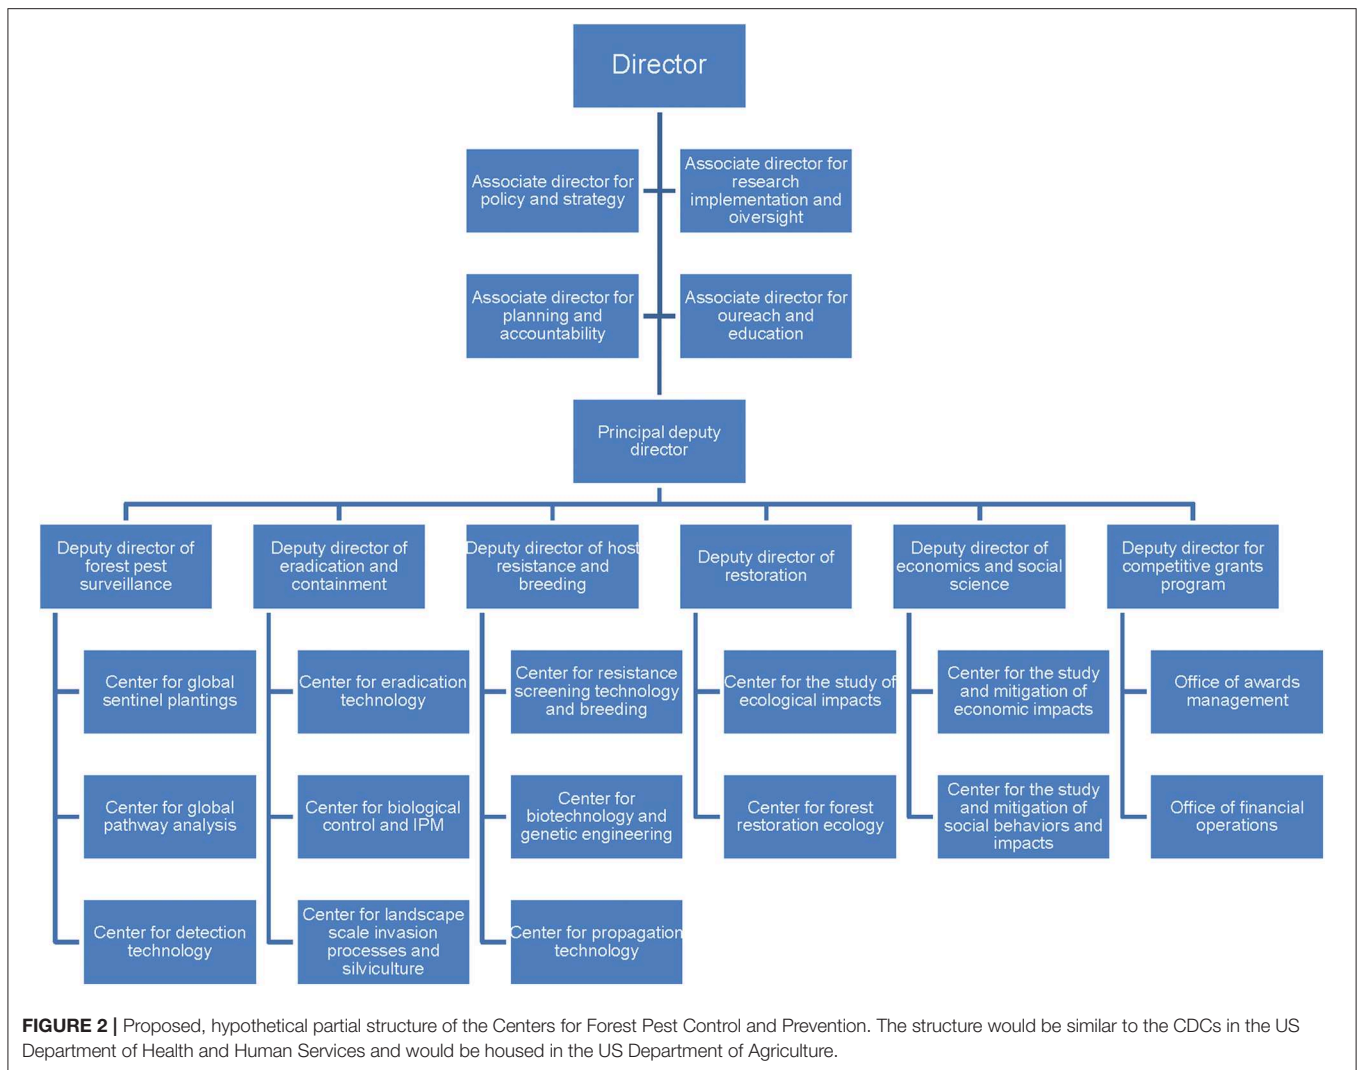 Director
Associate director for
policy and strategy
Associate director for
research
implementation and
oiversight
Associate director for
planning and
accountability
Associate director for
oureach and
education
Principal deputy
director
Deputy director of
forest pest
surveillance
Deputy director of
eradication and
containment
Deputy director of host
resistance and
breeding
Deputy director of
restoration
Deputy director of
economics and social
science
Deputy director for
competitive grants
program
Center for global
sentinel plantings
Center for eradication
technology
Center for resistance
screening technology
and breeding
Center for the study of
ecological impacts
Center for the study
and mitigation of
economic impacts
Office of awards
management
Center for global
pathway analysis
Center for biological
control and IPM
Center for
biotechnology and
genetic engineering
Center for forest
restoration ecology
Center for the study
and mitigation of
social behaviors and
impacts
Office of financial
operations
Center for detection
technology
Center for landscape
scale invasion
processes and
silviculture
Center for propagation
technology
FIGURE 2 | Proposed, hypothetical partial structure of the Centers for Forest Pest Control and Prevention. The structure would be similar to the CDCs in the US
Department of Health and Human Services and would be housed in the US Department of Agriculture.